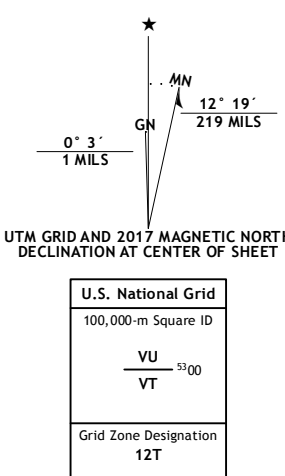 ★
MN
GN
12° 19´
219 MILS
0° 3´
1 MILS
UTM GRID AND 2017 MAGNETIC NORTH
DECLINATION AT CENTER OF SHEET
U.S. National Grid
100,000-m Square ID
VU
5300
VT
Grid Zone Designation
12T